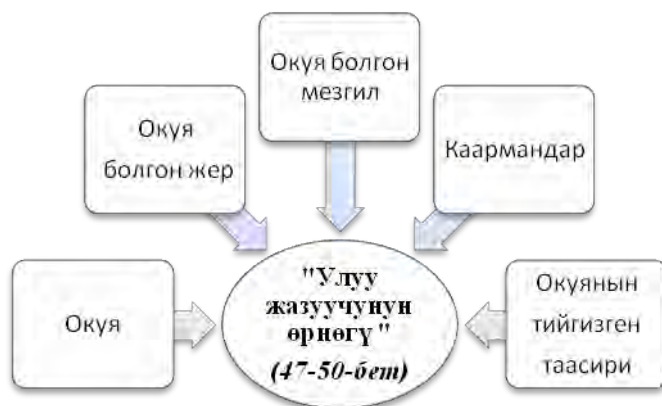 Окуя болгон
мезгил
Окуя
болгон жер
Каармандар
Окуя
"Улуу
жазуучунун
өрнөгү"
(47-50-бет)
Окуянын
тийгизген
таасири